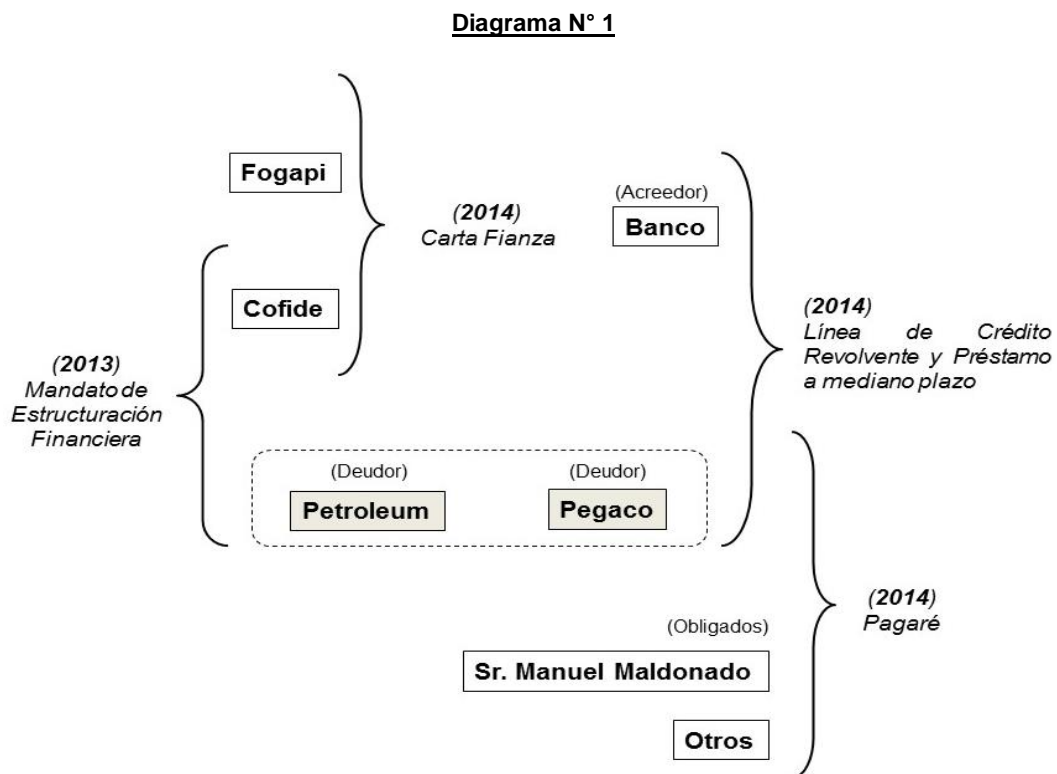 Diagrama N° 1
Fogapi
(2014)
Carta Fianza
(Acreedor)
Banco
Cofide
(2014)
Línea de Crédito
Revolvente y Préstamo
a mediano plazo
(2013)
Mandato de
Estructuración
Financiera
(Deudor)
Petroleum
(Deudor)
Pegaco
(2014)
Pagaré
(Obligados)
Sr. Manuel Maldonado
Otros